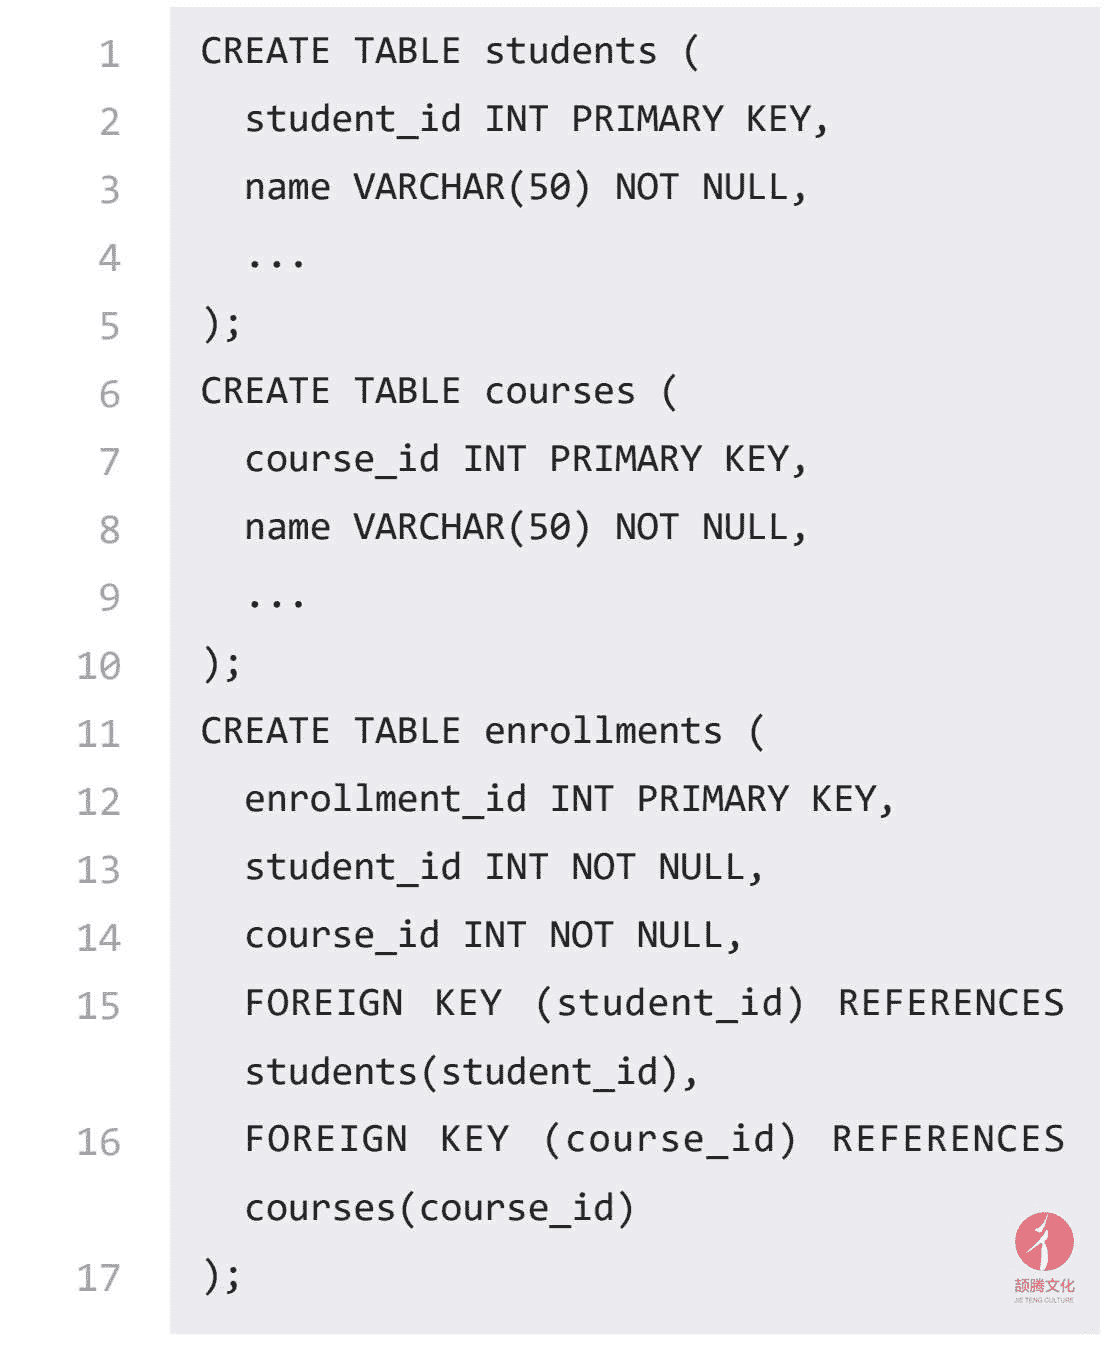 1 CREATE TABLE students (
2 student_id INT PRIMARY KEY,
3 name VARCHAR(50) NOT NULL,
4 ...
5 );
6 CREATE TABLE courses (
7 course_id INT PRIMARY KEY,
8 name VARCHAR(50) NOT NULL,
9 ...
10 );
11 CREATE TABLE enrollments (
12 enrollment_id INT PRIMARY KEY,
13 student_id INT NOT NULL,
14 course_id INT NOT NULL,
15 FOREIGN KEY (student_id) REFERENCES
students(student_id),
16 FOREIGN KEY (course_id) REFERENCES
courses(course_id)
17 );
颉腾文化
JIE TENG CULTURE